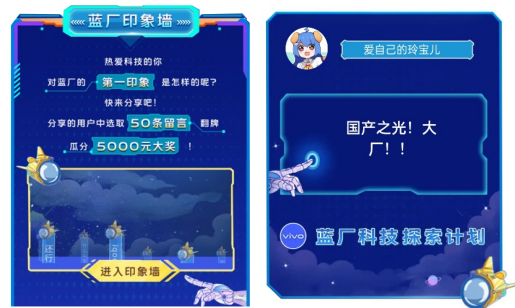 蓝厂印象墙
热爱科技的你
对蓝厂的 第一印象 是怎样的呢?
快来分享吧!
分享的用户中选取 50条留言 翻牌
瓜分 5000元大奖 !
还行
进入印象墙
爱自己的玲宝儿
国产之光!大
厂!!
vivo 蓝厂科技探索计划